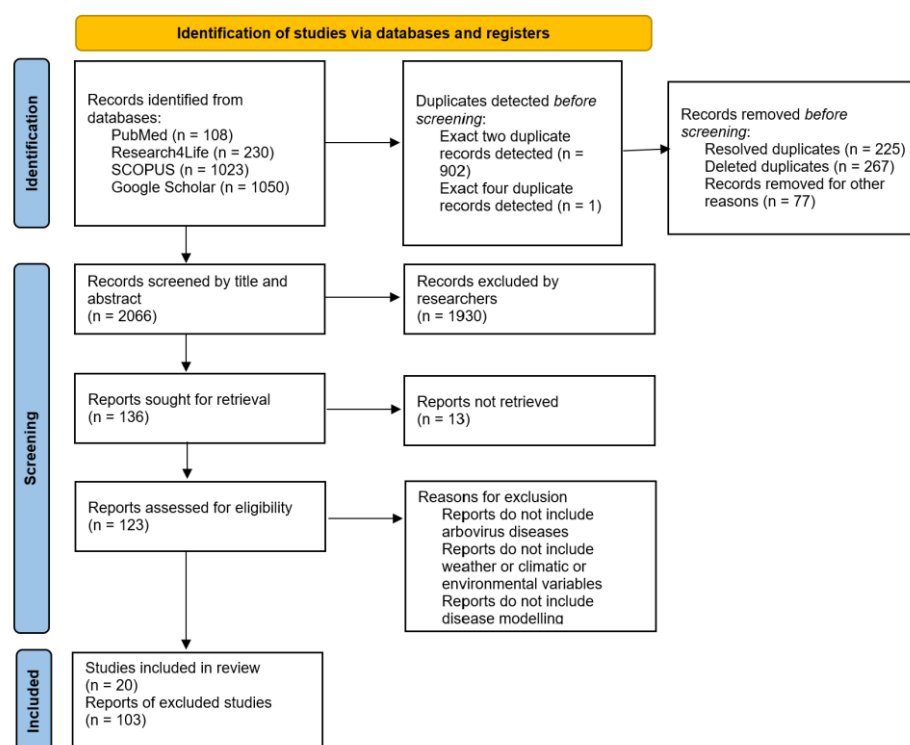 Identification of studies via databases and registers
Identification
Records identified from
databases:
PubMed (n = 108)
Research4Life (n = 230)
SCOPUS (n = 1023)
Google Scholar (n = 1050)
Duplicates detected before
screening:
Exact two duplicate
records detected (n =
902)
Exact four duplicate
records detected (n = 1)
Records removed before
screening:
Resolved duplicates (n = 225)
Deleted duplicates (n = 267)
Records removed for other
reasons (n = 77)
Screening
Records screened by title and
abstract
(n = 2066)
Records excluded by
researchers
(n = 1930)
Reports sought for retrieval
(n = 136)
Reports not retrieved
(n = 13)
Reports assessed for eligibility
(n = 123)
Reasons for exclusion
Reports do not include
arbovirus diseases
Reports do not include
weather or climatic or
environmental variables
Reports do not include
disease modelling
Included
Studies included in review
(n = 20)
Reports of excluded studies
(n = 103)